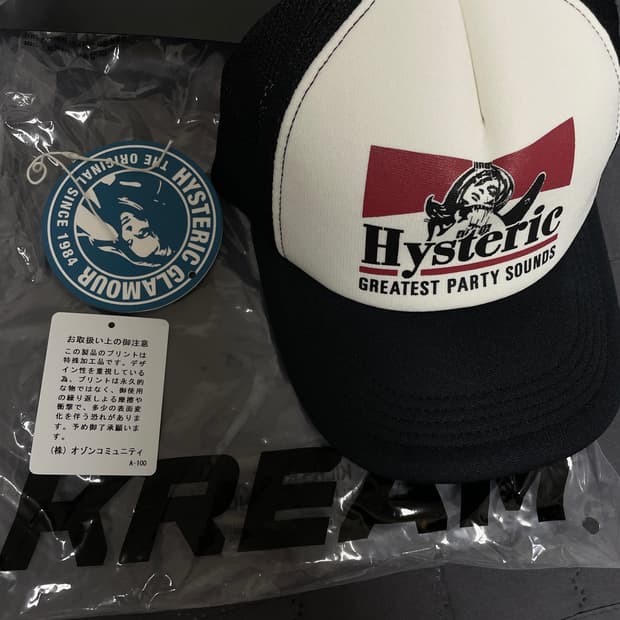 HYSTERIC GLAMOUR
THE ORIGINAL SINCE 1984
お取扱い上の御注意
この製品のプリントは
特殊加工品です。デザ
イン性を重視している
為、プリントは永久的
な物ではなく、御使用
の繰り返しよる摩擦や
衝撃で、多少の表面変
化を伴う恐れがありま
す。予め御了承願いま
す。
(株)オゾンコミュニティ
A-100
Hysteric
GREATEST PARTY SOUNDS
KREAM.